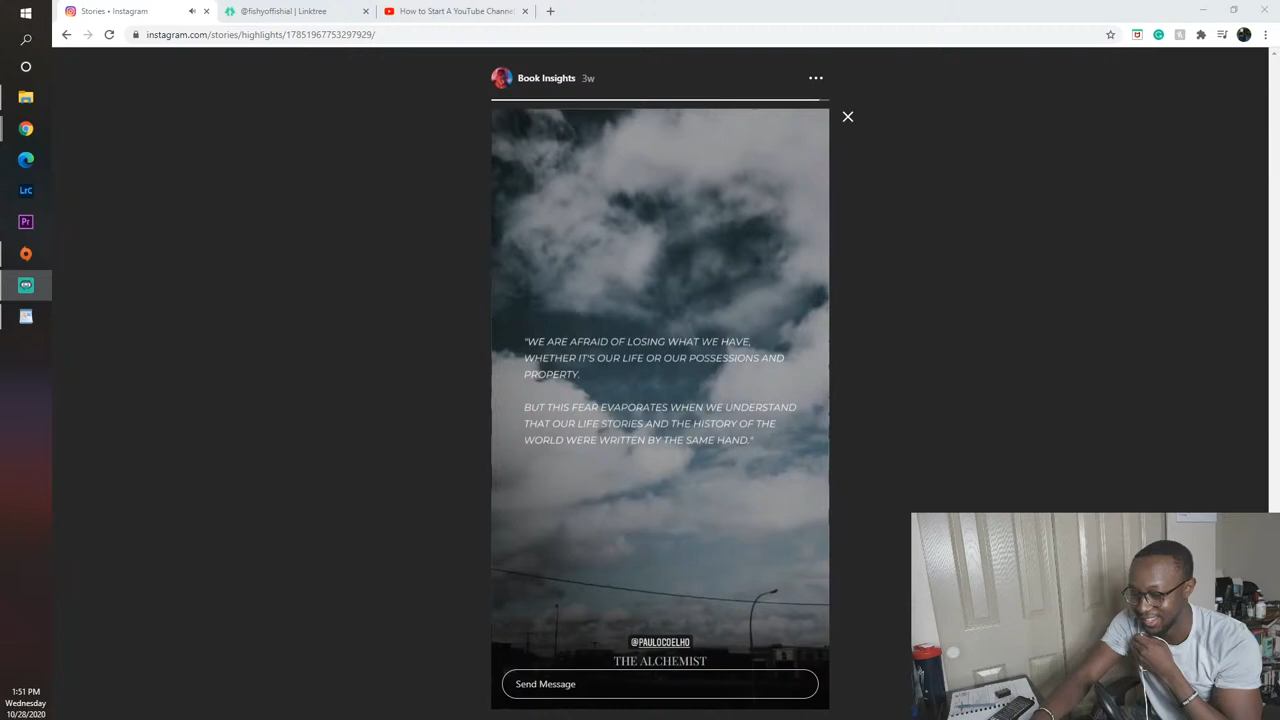 Stories • Instagram
@fishyoffishial | Linktree
How to Start A YouTube Channel
instagram.com/stories/highlights/17851967753297929/
Book Insights 3w
"WE ARE AFRAID OF LOSING WHAT WE HAVE,
WHETHER IT'S OUR LIFE OR OUR POSSESSIONS AND
PROPERTY.
BUT THIS FEAR EVAPORATES WHEN WE UNDERSTAND
THAT OUR LIFE STORIES AND THE HISTORY OF THE
WORLD WERE WRITTEN BY THE SAME HAND."
@PAULOCOELHO
THE ALCHEMIST
Send Message
LrC
Pr
1:51 PM
Wednesday
10/28/2020